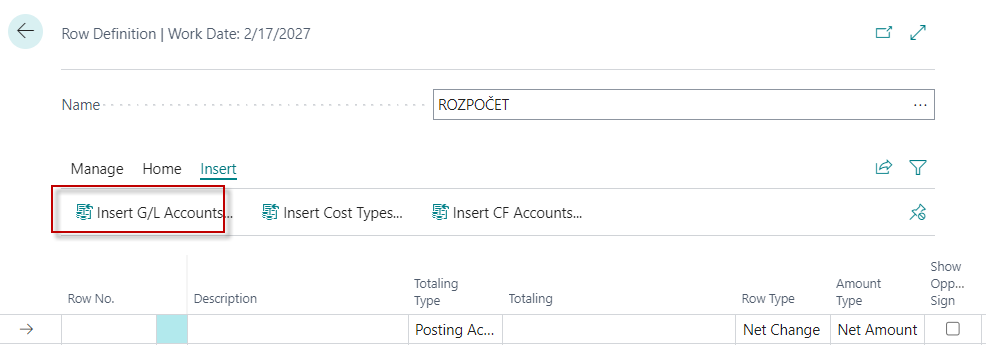 Row Definition | Work Date: 2/17/2027
Name
ROZPOČET
...
Manage Home Insert
Insert G/L Accounts... Insert Cost Types... Insert CF Accounts...
Row No. Description Totaling Type Totaling Row Type Amount Type Show Opp... Sign
Posting Ac... Net Change Net Amount